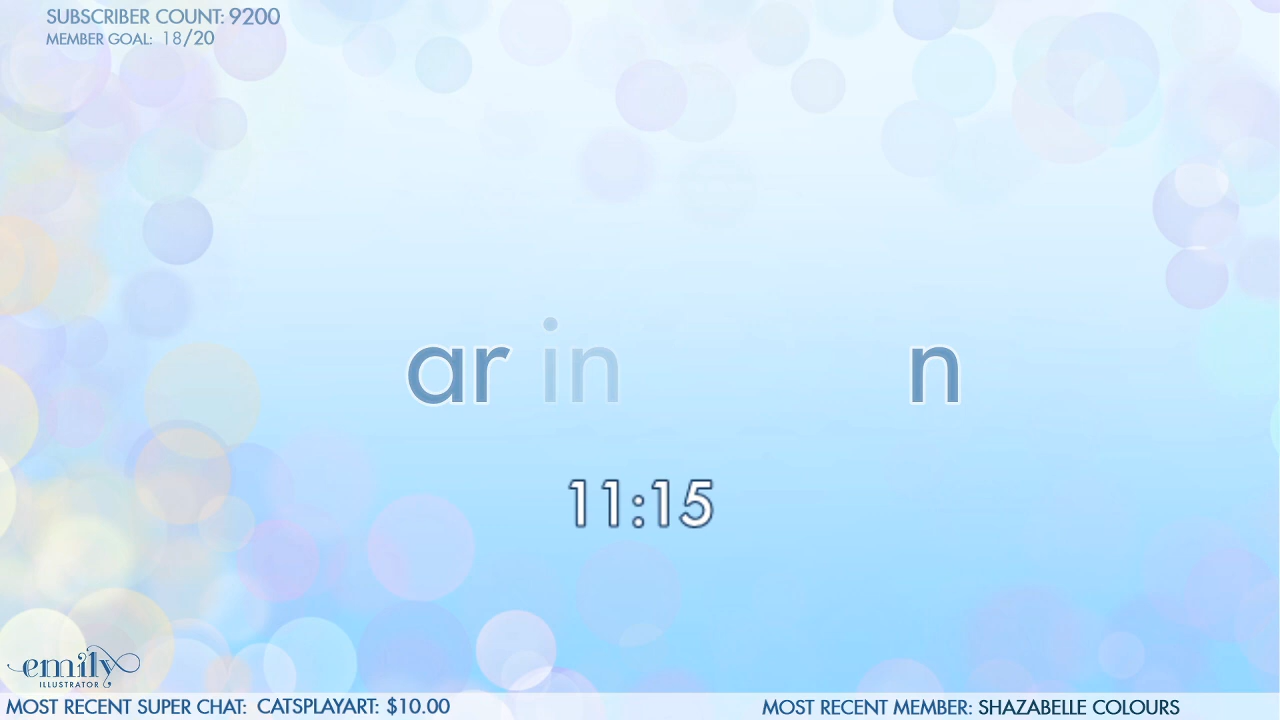 SUBSCRIBER COUNT: 9200
MEMBER GOAL: 18/20
ar in n
11:15
emily
ILLUSTRATOR
MOST RECENT SUPER CHAT: CATSPLAYART: $10.00
MOST RECENT MEMBER: SHAZABELLE COLOURS